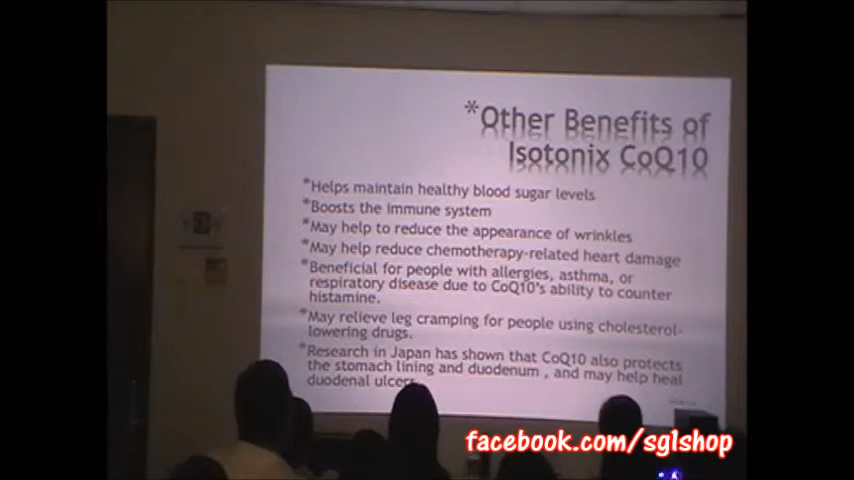 *Other Benefits of
Isotonix CoQ10
*Helps maintain healthy blood sugar levels
*Boosts the immune system
*May help to reduce the appearance of wrinkles
*May help reduce chemotherapy-related heart damage
*Beneficial for people with allergies, asthma, or
respiratory disease due to CoQ10's ability to counter
histamine.
*May relieve leg cramping for people using cholesterol-
lowering drugs.
*Research in Japan has shown that CoQ10 also protects
the stomach lining and duodenum , and may help heal
duodenal ulcers.
facebook.com/sg1shop